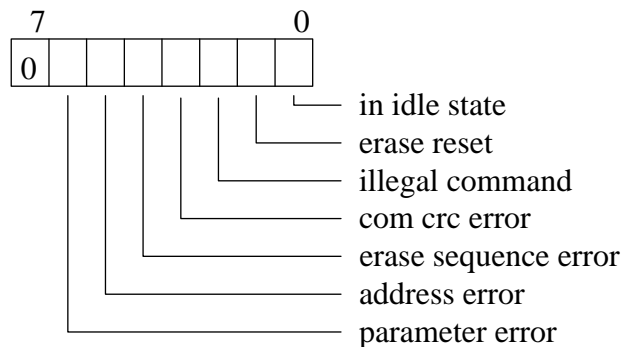 7 0
0
in idle state
erase reset
illegal command
com crc error
erase sequence error
address error
parameter error